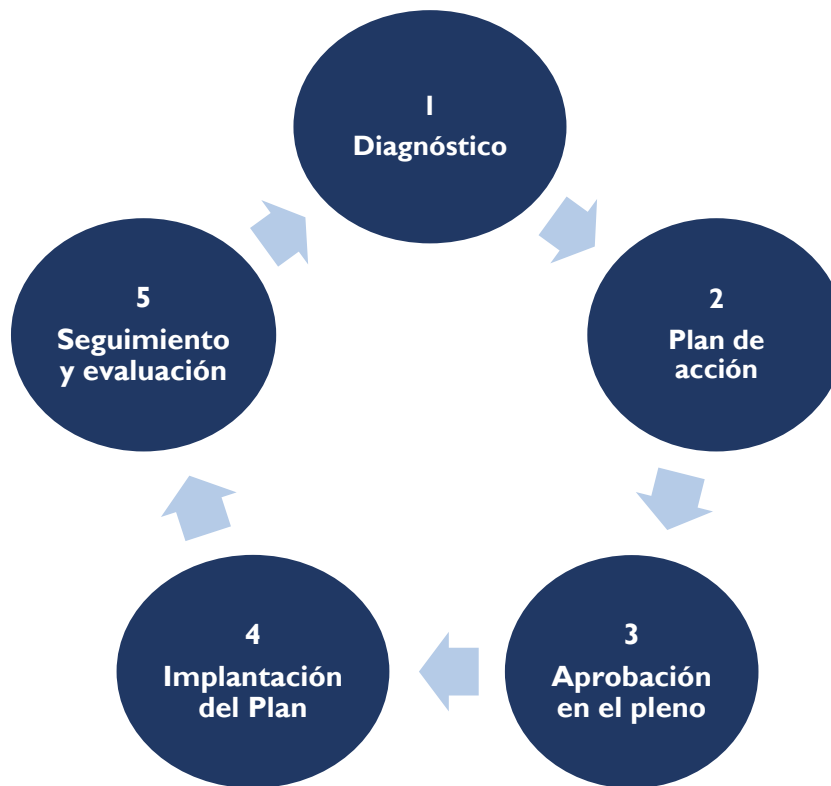 1
Diagnóstico
2
Plan de
acción
3
Aprobación
en el pleno
4
Implantación
del Plan
5
Seguimiento
y evaluación